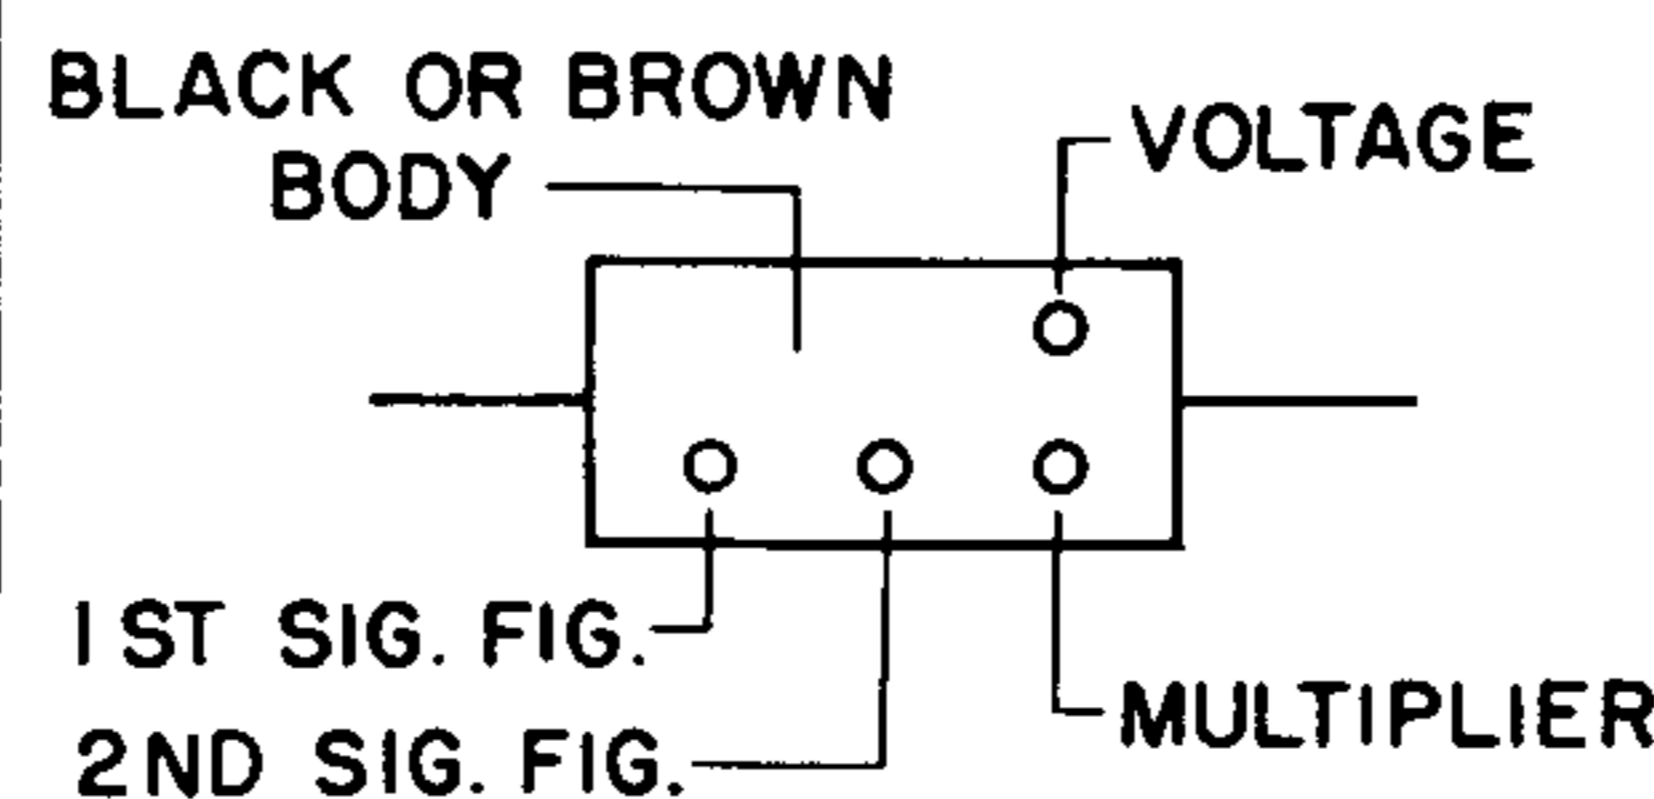 BLACK OR BROWN
BODY
VOLTAGE
1ST SIG. FIG.
2ND SIG. FIG.
MULTIPLIER